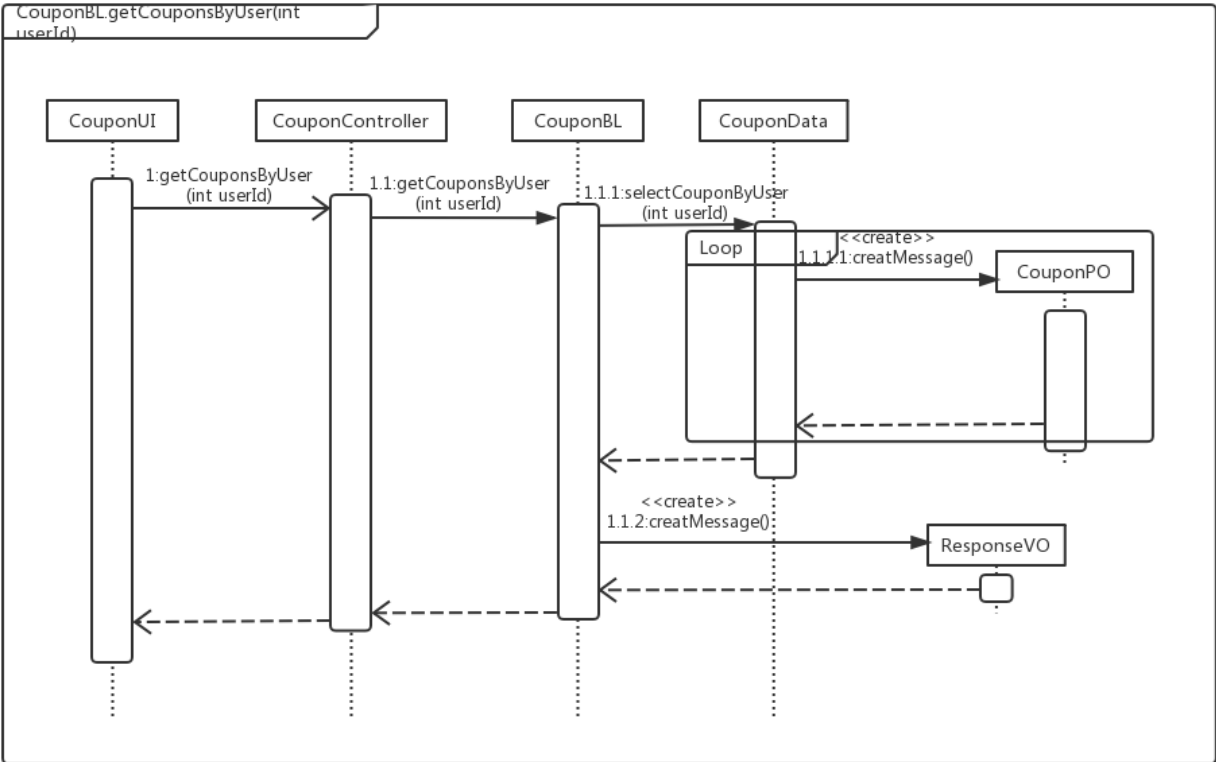 CouponBL.getCouponsByUser(int
userId)
CouponUI
CouponController
CouponBL
CouponData
1:getCouponsByUser
(int userId)
1.1:getCouponsByUser
(int userId)
1.1.1:selectCouponByUser
(int userId)
Loop
<<create>>
1.1.1.1:creatMessage()
CouponPO
<<create>>
1.1.2:creatMessage()
ResponseVO